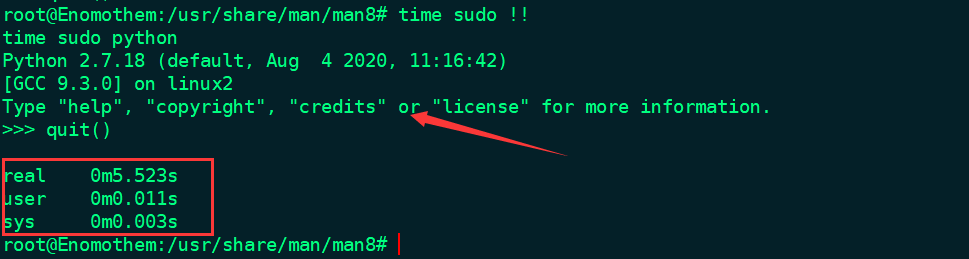 root@Enomothem:/usr/share/man/man8# time sudo !!
time sudo python
Python 2.7.18 (default, Aug  4 2020, 11:16:42)
[GCC 9.3.0] on linux2
Type "help", "copyright", "credits" or "license" for more information.
>>> quit()
real    0m5.523s
user    0m0.011s
sys     0m0.003s
root@Enomothem:/usr/share/man/man8#